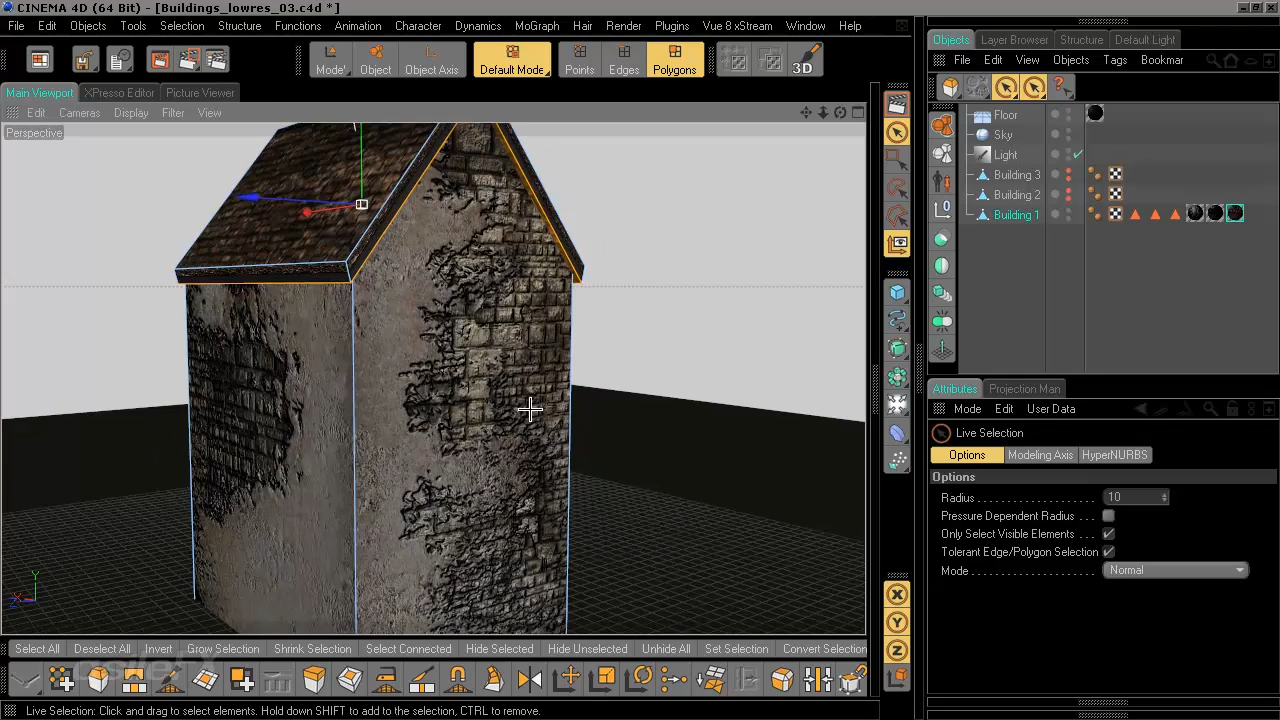 CINEMA 4D (64 Bit) - [Buildings_lowres_03.c4d *]
File Edit Objects Tools Selection Structure Functions Animation Character Dynamics MoGraph Hair Render Plugins Vue 8 xStream Window Help
Mode' Object Object Axis Default Mode Points Edges Polygons 3D
Main Viewport XPresso Editor Picture Viewer
Edit Cameras Display Filter View
Perspective
Objects Layer Browser Structure Default Light
File Edit View Objects Tags Bookmar
Floor
Sky
Light
Building 3
Building 2
Building 1
Attributes Projection Man
Mode Edit User Data
Live Selection
Options Modeling Axis HyperNURBS
Options
Radius 10
Pressure Dependent Radius
Only Select Visible Elements
Tolerant Edge/Polygon Selection
Mode Normal
X
Y
Z
Y
X
Z
Select All Deselect All Invert Grow Selection Shrink Selection Select Connected Hide Selected Hide Unselected Unhide All Set Selection Convert Selection
Live Selection: Click and drag to select elements. Hold down SHIFT to add to the selection, CTRL to remove.